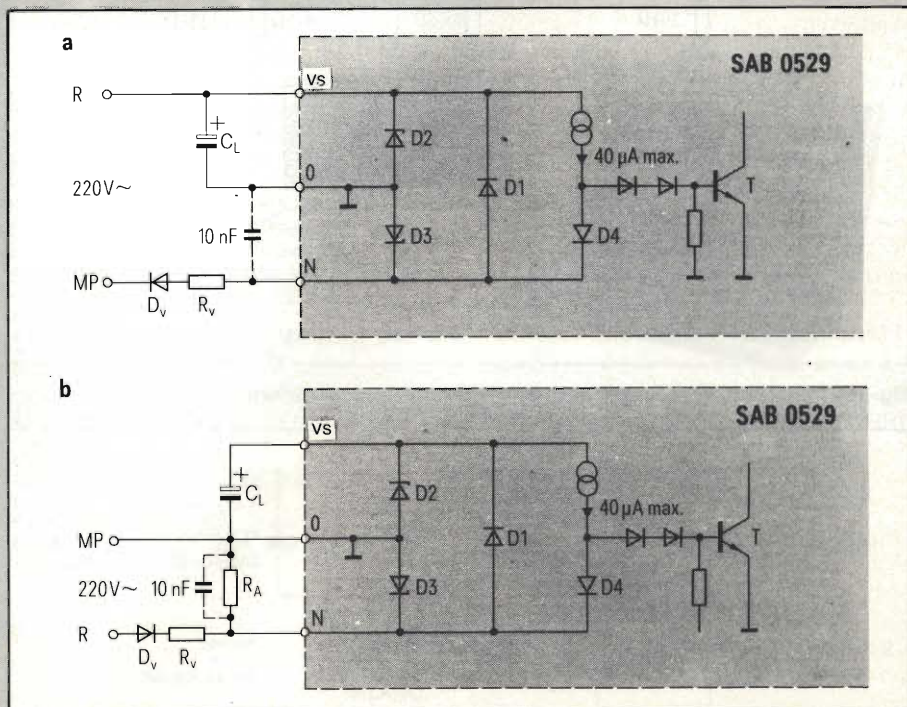 a
SAB 0529
R
Vs
+
C_L
D2
40 µA max.
0
D1
T
220V~
10 nF
D3
D4
N
MP
D_v
R_v
b
SAB 0529
Vs
+
C_L
D2
40 µA max.
MP
0
D1
T
220V~
10 nF
R_A
D3
D4
N
R
D_v
R_v